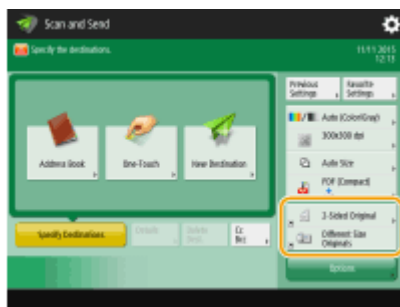 Scan and Send
Specify the destinations.
11/11 2015
12:13
Previous
Settings
Favorite
Settings
Auto (Color/Gray)
300x300 dpi
Address Book
One-Touch
New Destination
Auto Size
PDF (Compact)
2-Sided Original
Different Size
Originals
Specify Destinations
Details
Delete
Dest.
Cc
Bcc
Options